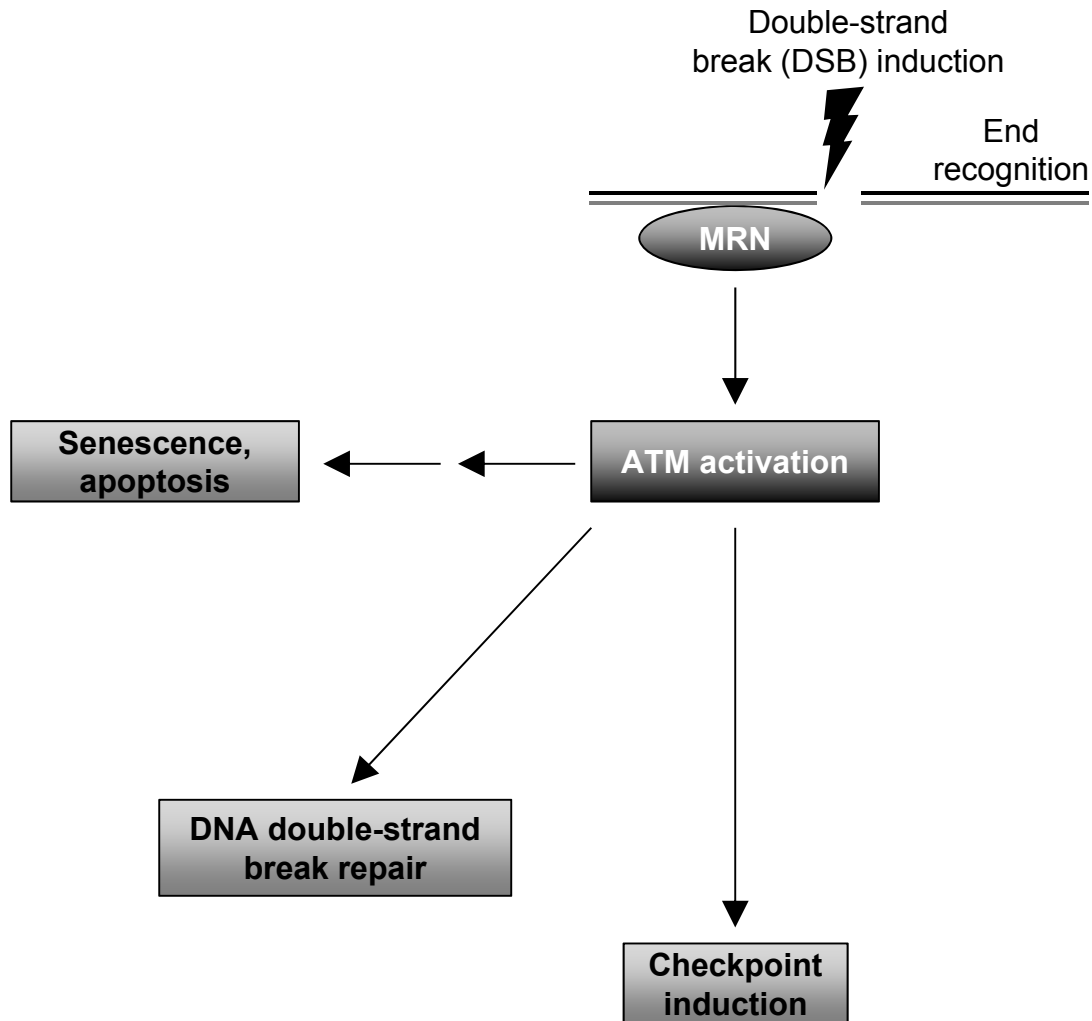 Double-strand
break (DSB) induction
End
recognition
MRN
Senescence,
apoptosis
ATM activation
DNA double-strand
break repair
Checkpoint
induction